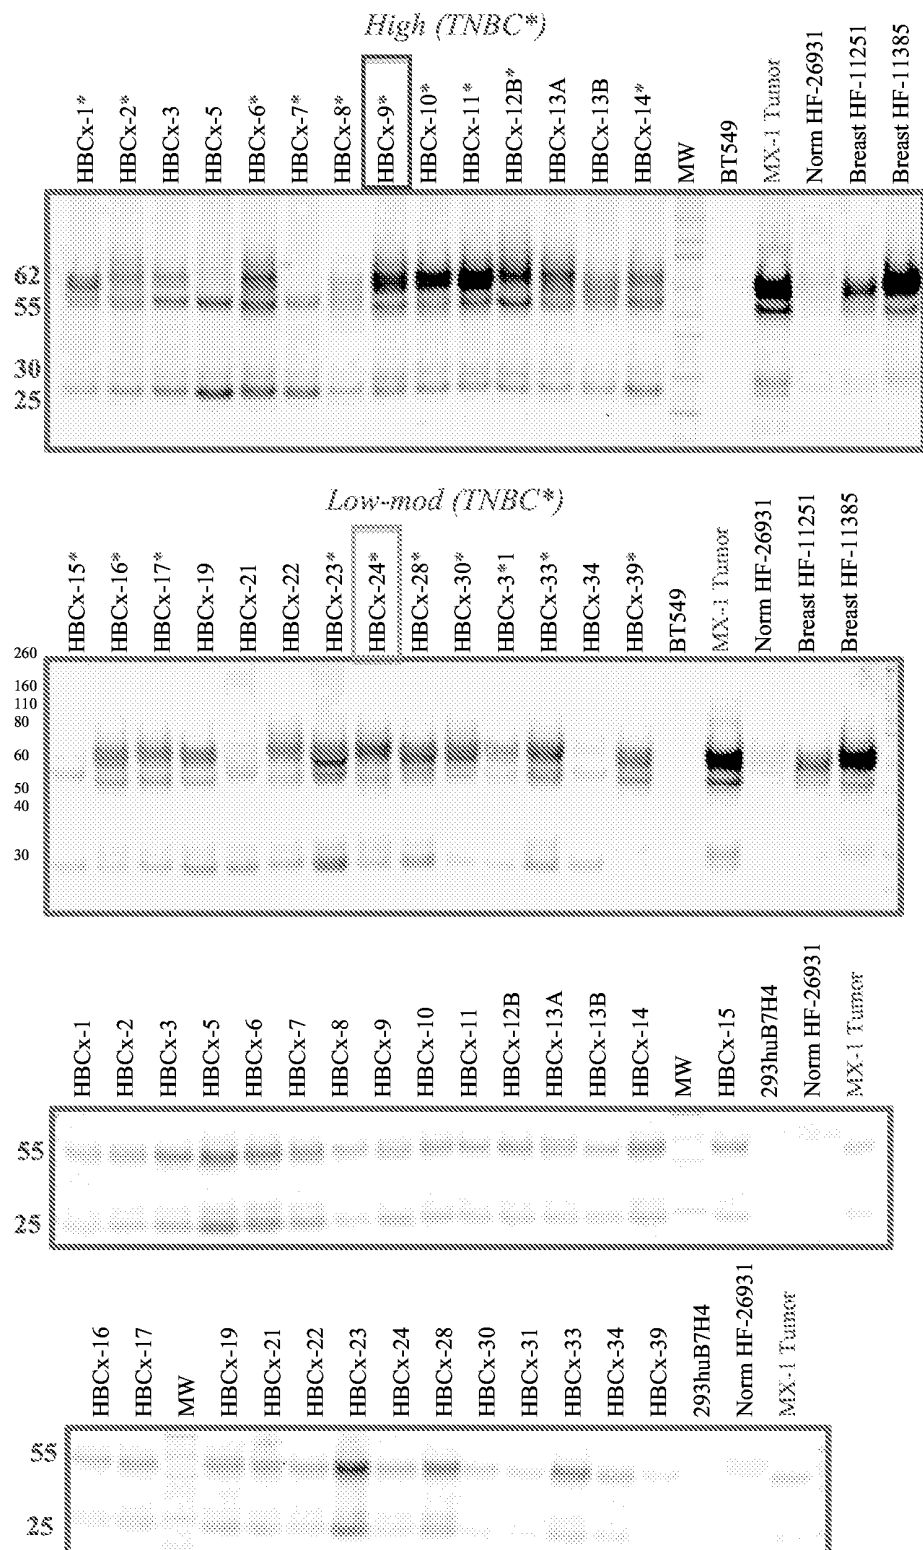 High (TNBC*)
HBCx-1*
HBCx-2*
HBCx-3
HBCx-5
HBCx-6*
HBCx-7*
HBCx-8*
HBCx-9*
HBCx-10*
HBCx-11*
HBCx-12B*
HBCx-13A
HBCx-13B
HBCx-14*
MW
BT549
MX-1 Tumor
Norm HF-26931
Breast HF-11251
Breast HF-11385
62
55
30
25
Low-mod (TNBC*)
HBCx-15*
HBCx-16*
HBCx-17*
HBCx-19
HBCx-21
HBCx-22
HBCx-23*
HBCx-24*
HBCx-28*
HBCx-30*
HBCx-3*1
HBCx-33*
HBCx-34
HBCx-39*
BT549
MX-1 Tumor
Norm HF-26931
Breast HF-11251
Breast HF-11385
260
160
110
80
60
50
40
30
HBCx-1
HBCx-2
HBCx-3
HBCx-5
HBCx-6
HBCx-7
HBCx-8
HBCx-9
HBCx-10
HBCx-11
HBCx-12B
HBCx-13A
HBCx-13B
HBCx-14
MW
HBCx-15
293huB7H4
Norm HF-26931
MX-1 Tumor
55
25
HBCx-16
HBCx-17
MW
HBCx-19
HBCx-21
HBCx-22
HBCx-23
HBCx-24
HBCx-28
HBCx-30
HBCx-31
HBCx-33
HBCx-34
HBCx-39
293huB7H4
Norm HF-26931
MX-1 Tumor
55
25